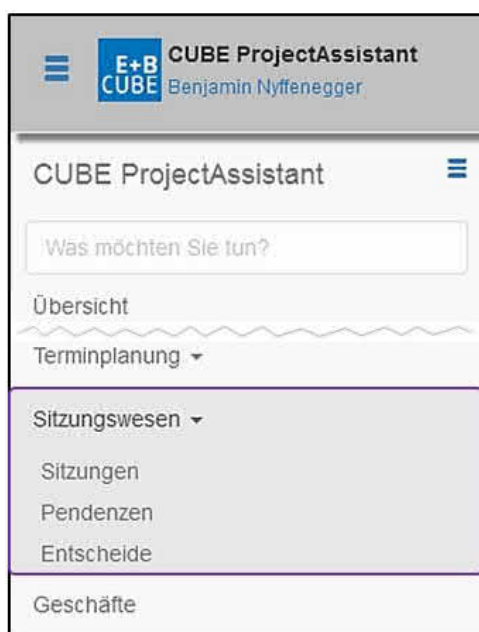 E+B
CUBE
CUBE ProjectAssistant
Benjamin Nyffenegger
CUBE ProjectAssistant
Was möchten Sie tun?
Übersicht
Terminplanung
Sitzungswesen
Sitzungen
Pendenzen
Entscheide
Geschäfte